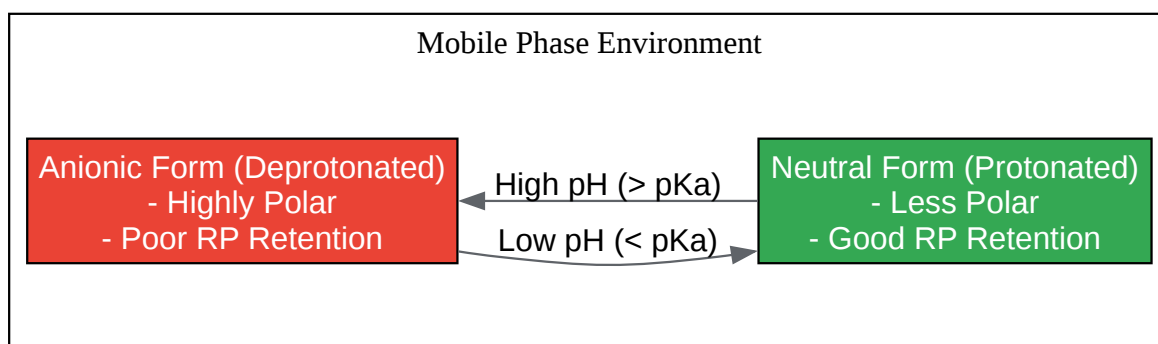 Mobile Phase Environment
Anionic Form (Deprotonated)
- Highly Polar
- Poor RP Retention
High pH (> pKa)
Low pH (< pKa)
Neutral Form (Protonated)
- Less Polar
- Good RP Retention